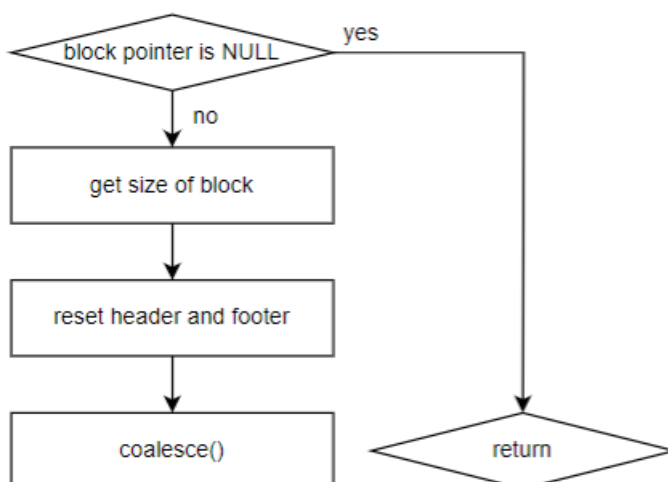 block pointer is NULL
yes
no
get size of block
reset header and footer
coalesce()
return